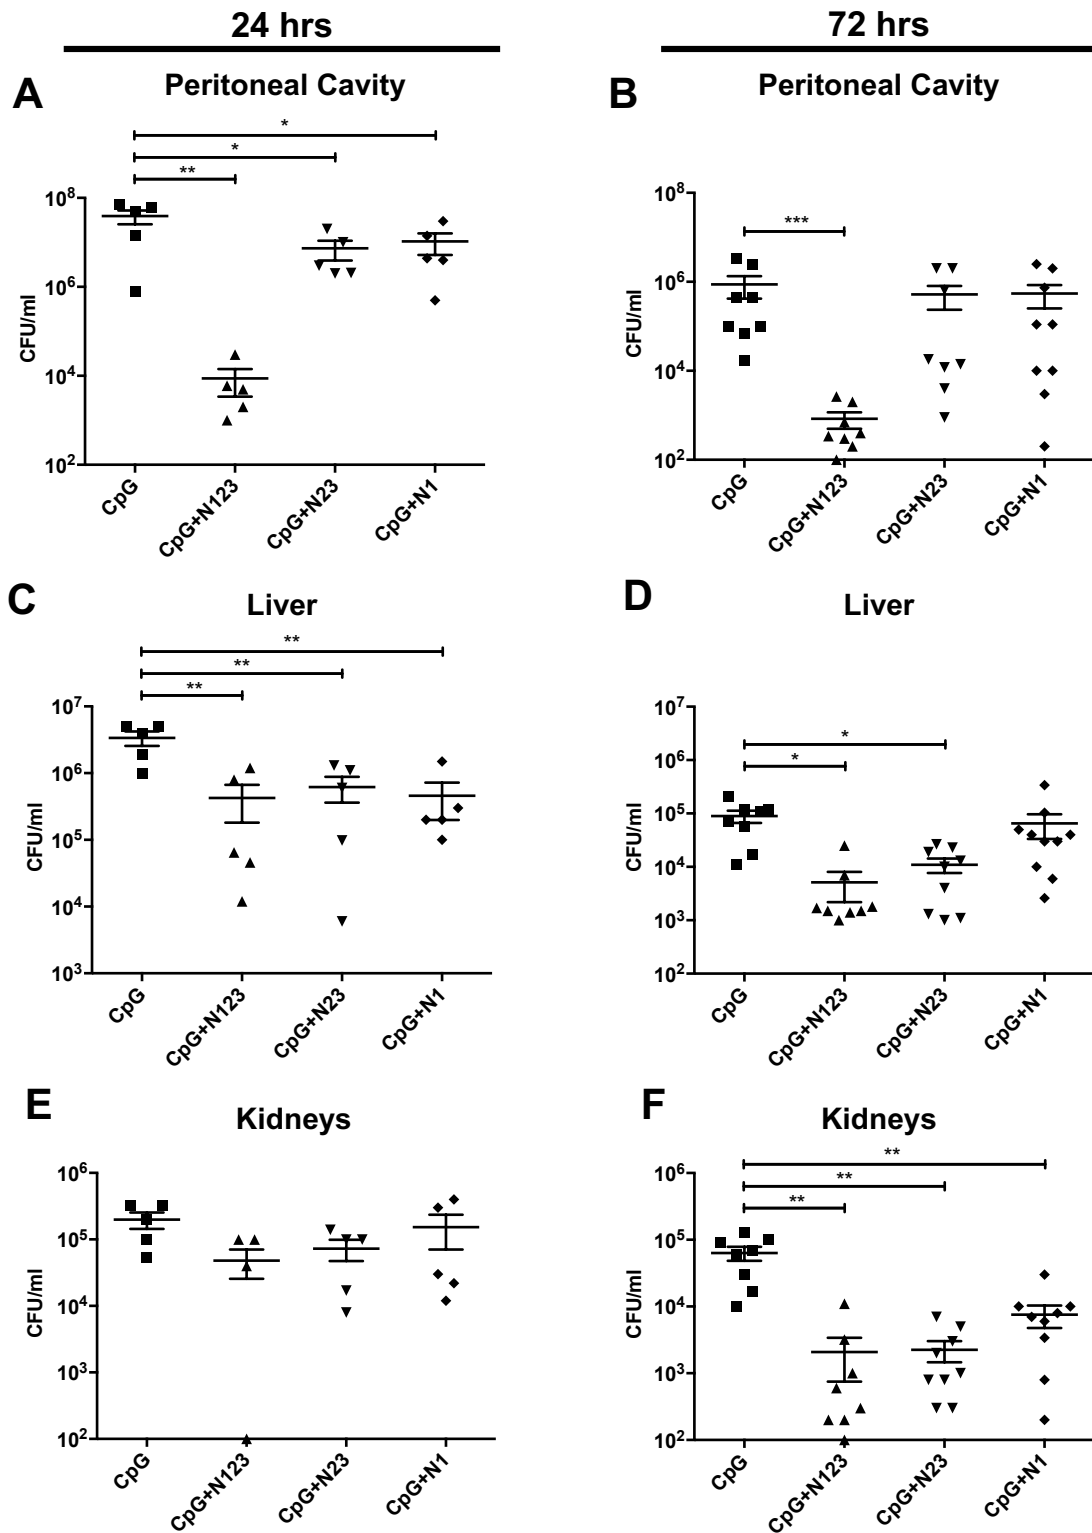 24 hrs
72 hrs
A
Peritoneal Cavity
*
*
**
10⁸
10⁶
10⁴
10²
CFU/ml
CpG
CpG+N123
CpG+N23
CpG+N1
B
Peritoneal Cavity
***
10⁸
10⁶
10⁴
10²
CFU/ml
CpG
CpG+N123
CpG+N23
CpG+N1
C
Liver
**
**
**
10⁷
10⁶
10⁵
10⁴
10³
CFU/ml
CpG
CpG+N123
CpG+N23
CpG+N1
D
Liver
*
*
10⁷
10⁶
10⁵
10⁴
10³
10²
CFU/ml
CpG
CpG+N123
CpG+N23
CpG+N1
E
Kidneys
10⁶
10⁵
10⁴
10³
10²
CFU/ml
CpG
CpG+N123
CpG+N23
CpG+N1
F
Kidneys
**
**
**
10⁶
10⁵
10⁴
10³
10²
CFU/ml
CpG
CpG+N123
CpG+N23
CpG+N1